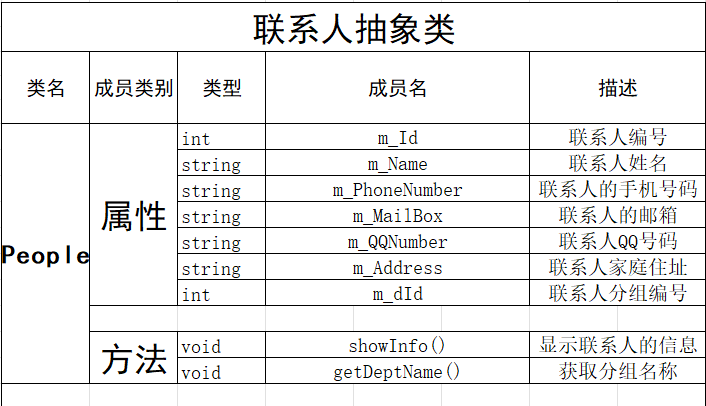 联系人抽象类
类名 成员类别 类型 成员名 描述
People 属性 int m_Id 联系人编号
string m_Name 联系人姓名
string m_PhoneNumber 联系人的手机号码
string m_MailBox 联系人的邮箱
string m_QQNumber 联系人QQ号码
string m_Address 联系人家庭住址
int m_dId 联系人分组编号
方法 void showInfo() 显示联系人的信息
void getDeptName() 获取分组名称